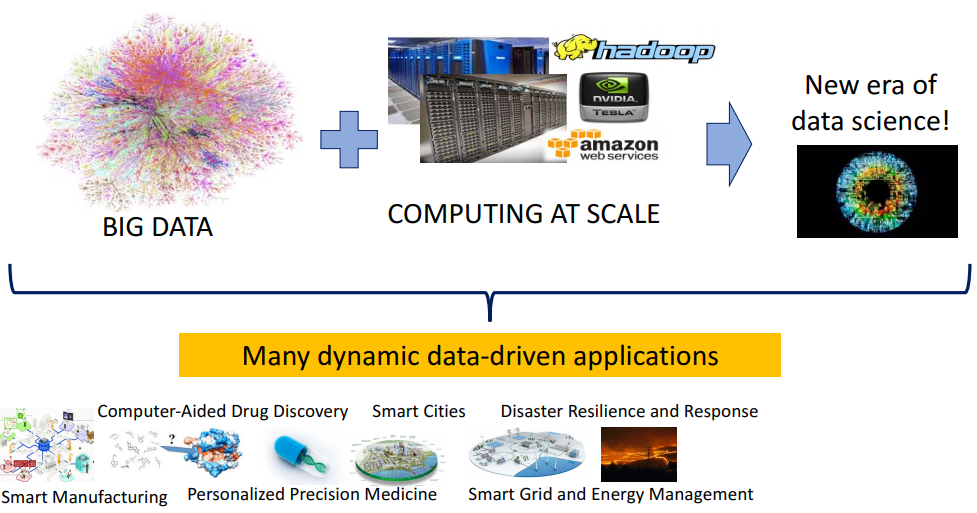 hadoop
NVIDIA.
TESLA
amazon
web services
New era of
data science!
BIG DATA
COMPUTING AT SCALE
Many dynamic data-driven applications
Computer-Aided Drug Discovery
Smart Cities
Disaster Resilience and Response
?
Smart Manufacturing
Personalized Precision Medicine
Smart Grid and Energy Management